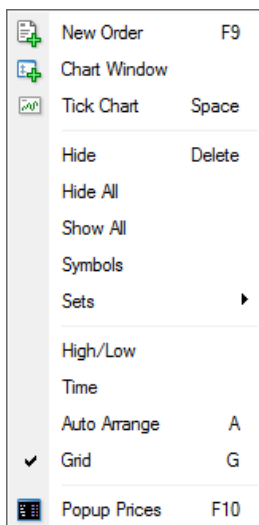 New Order F9
Chart Window
Tick Chart Space
Hide Delete
Hide All
Show All
Symbols
Sets
High/Low
Time
Auto Arrange A
Grid G
Popup Prices F10